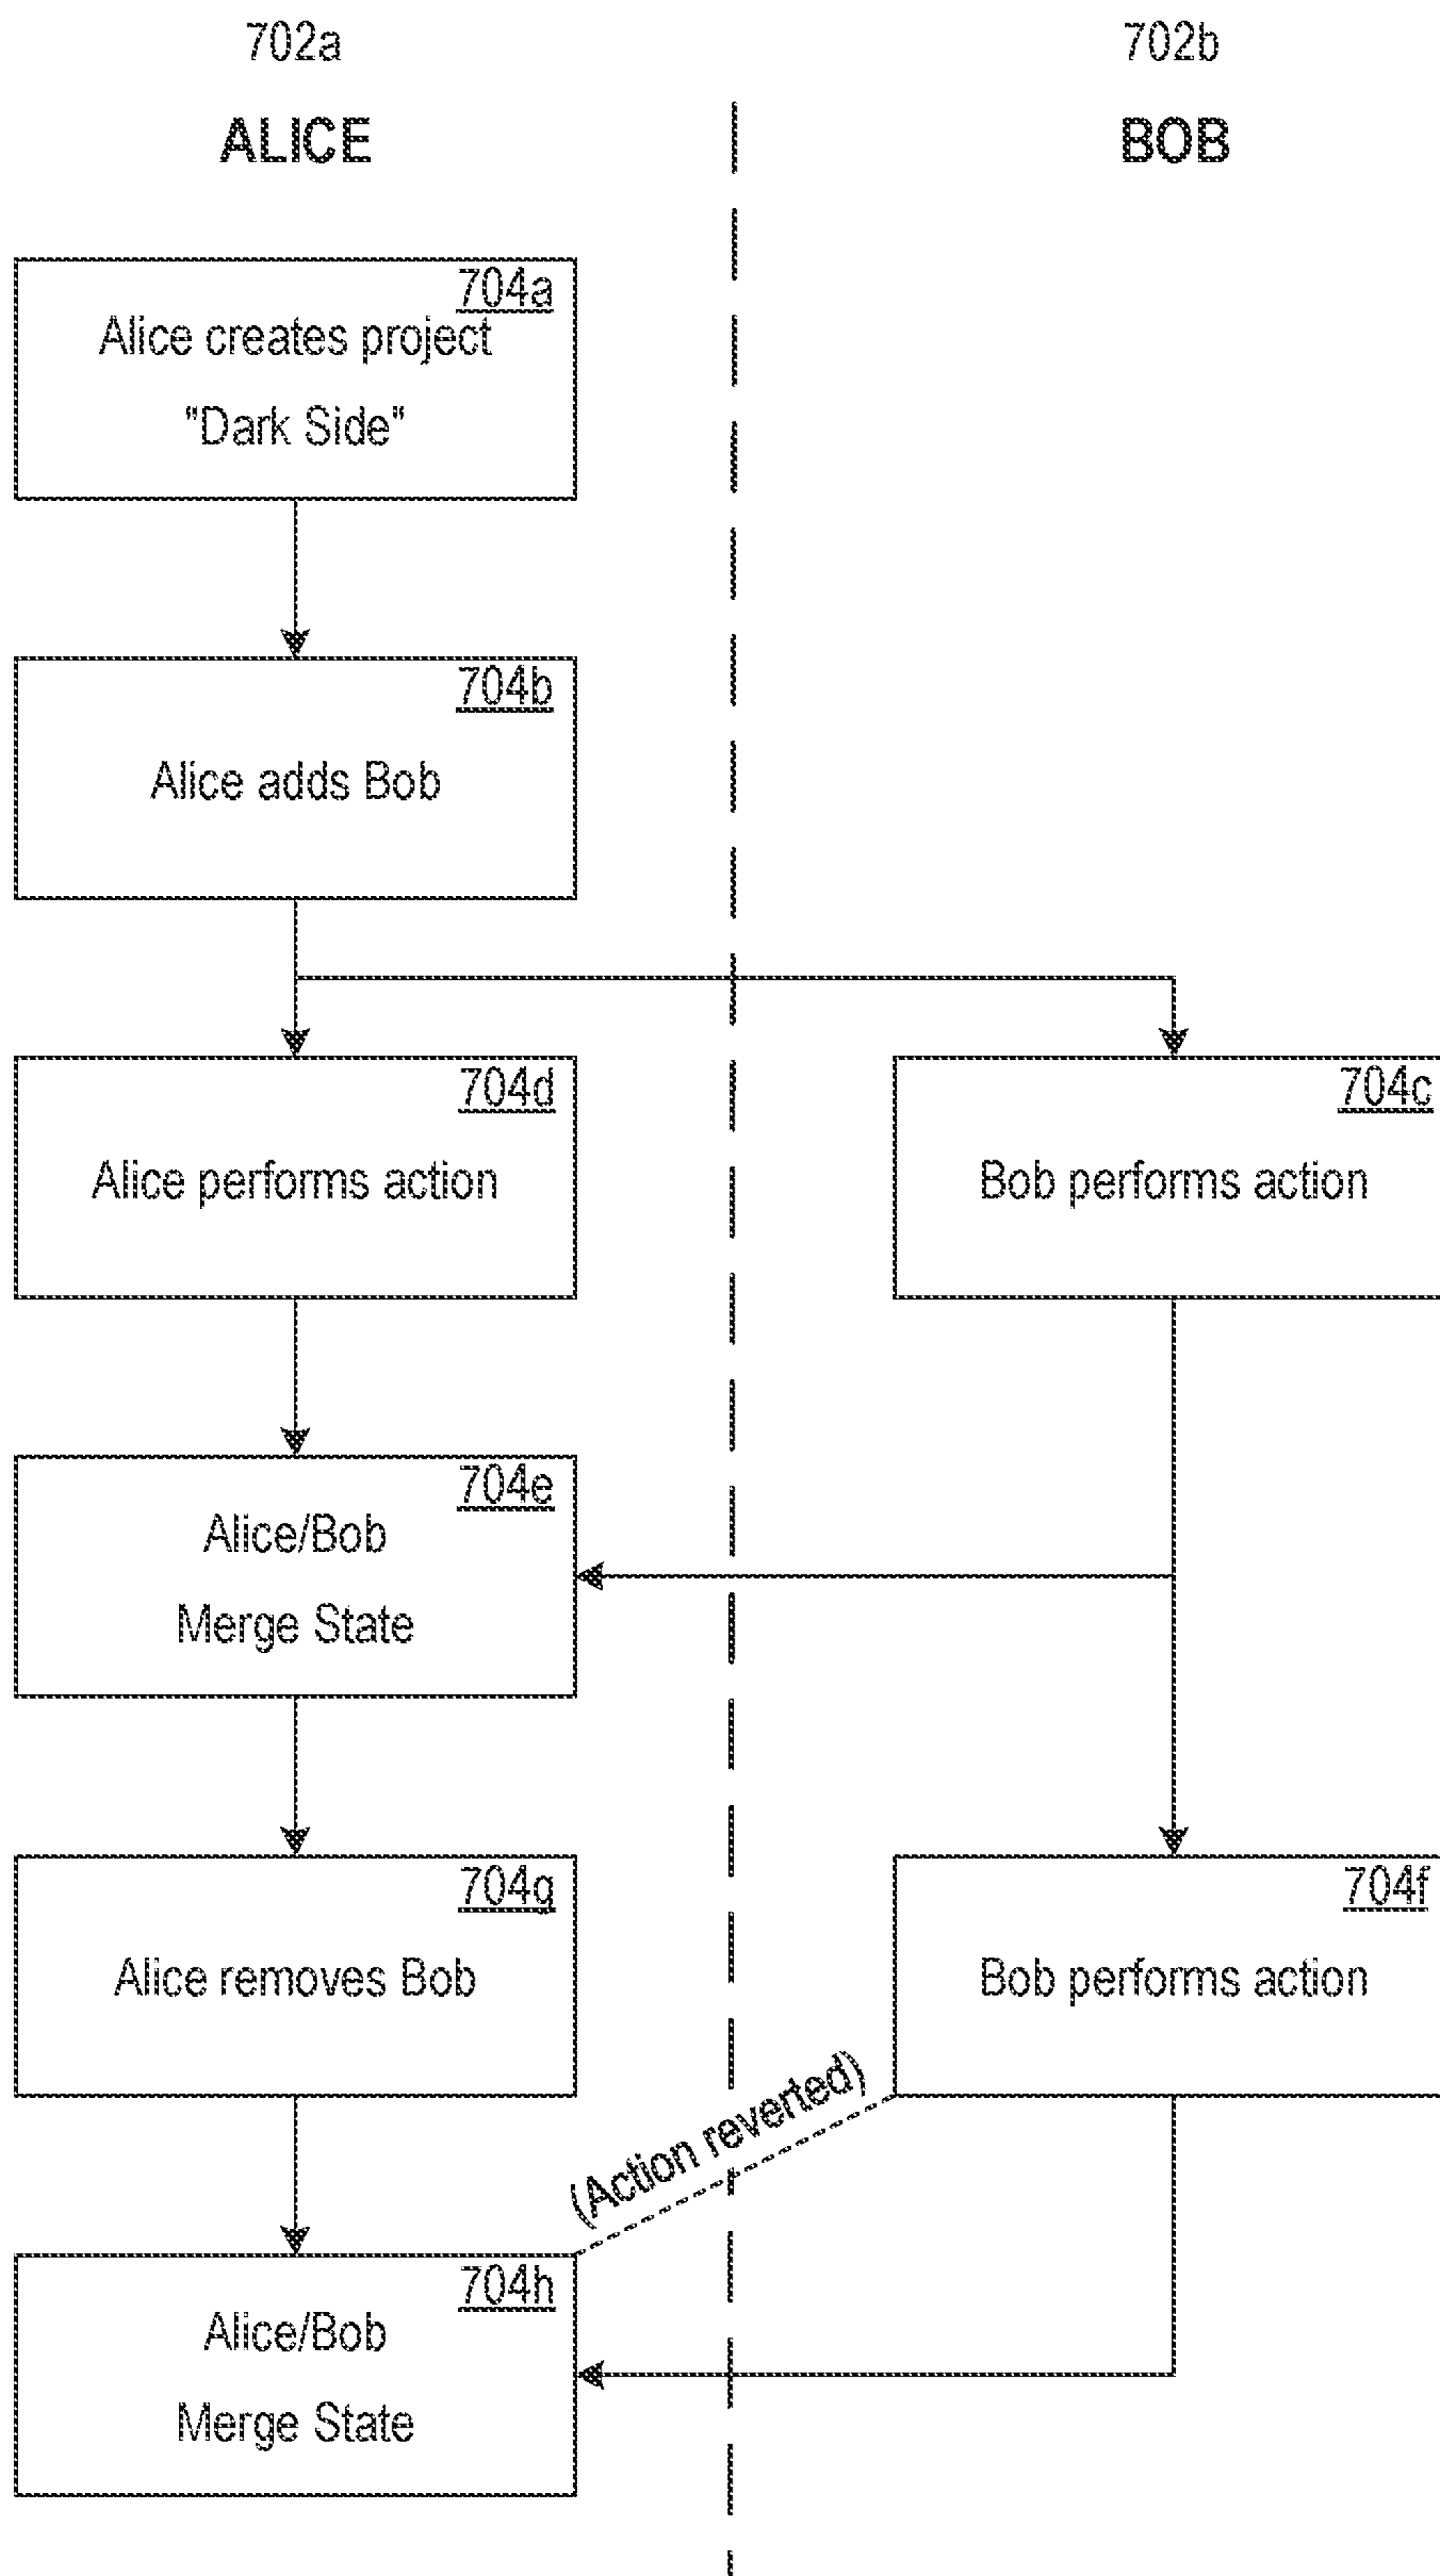 702a
702b
ALICE
BOB
704a
Alice creates project
"Dark Side"
704b
Alice adds Bob
704d
Alice performs action
704c
Bob performs action
704e
Alice/Bob
Merge State
704g
Alice removes Bob
704f
Bob performs action
(Action reverted)
704h
Alice/Bob
Merge State